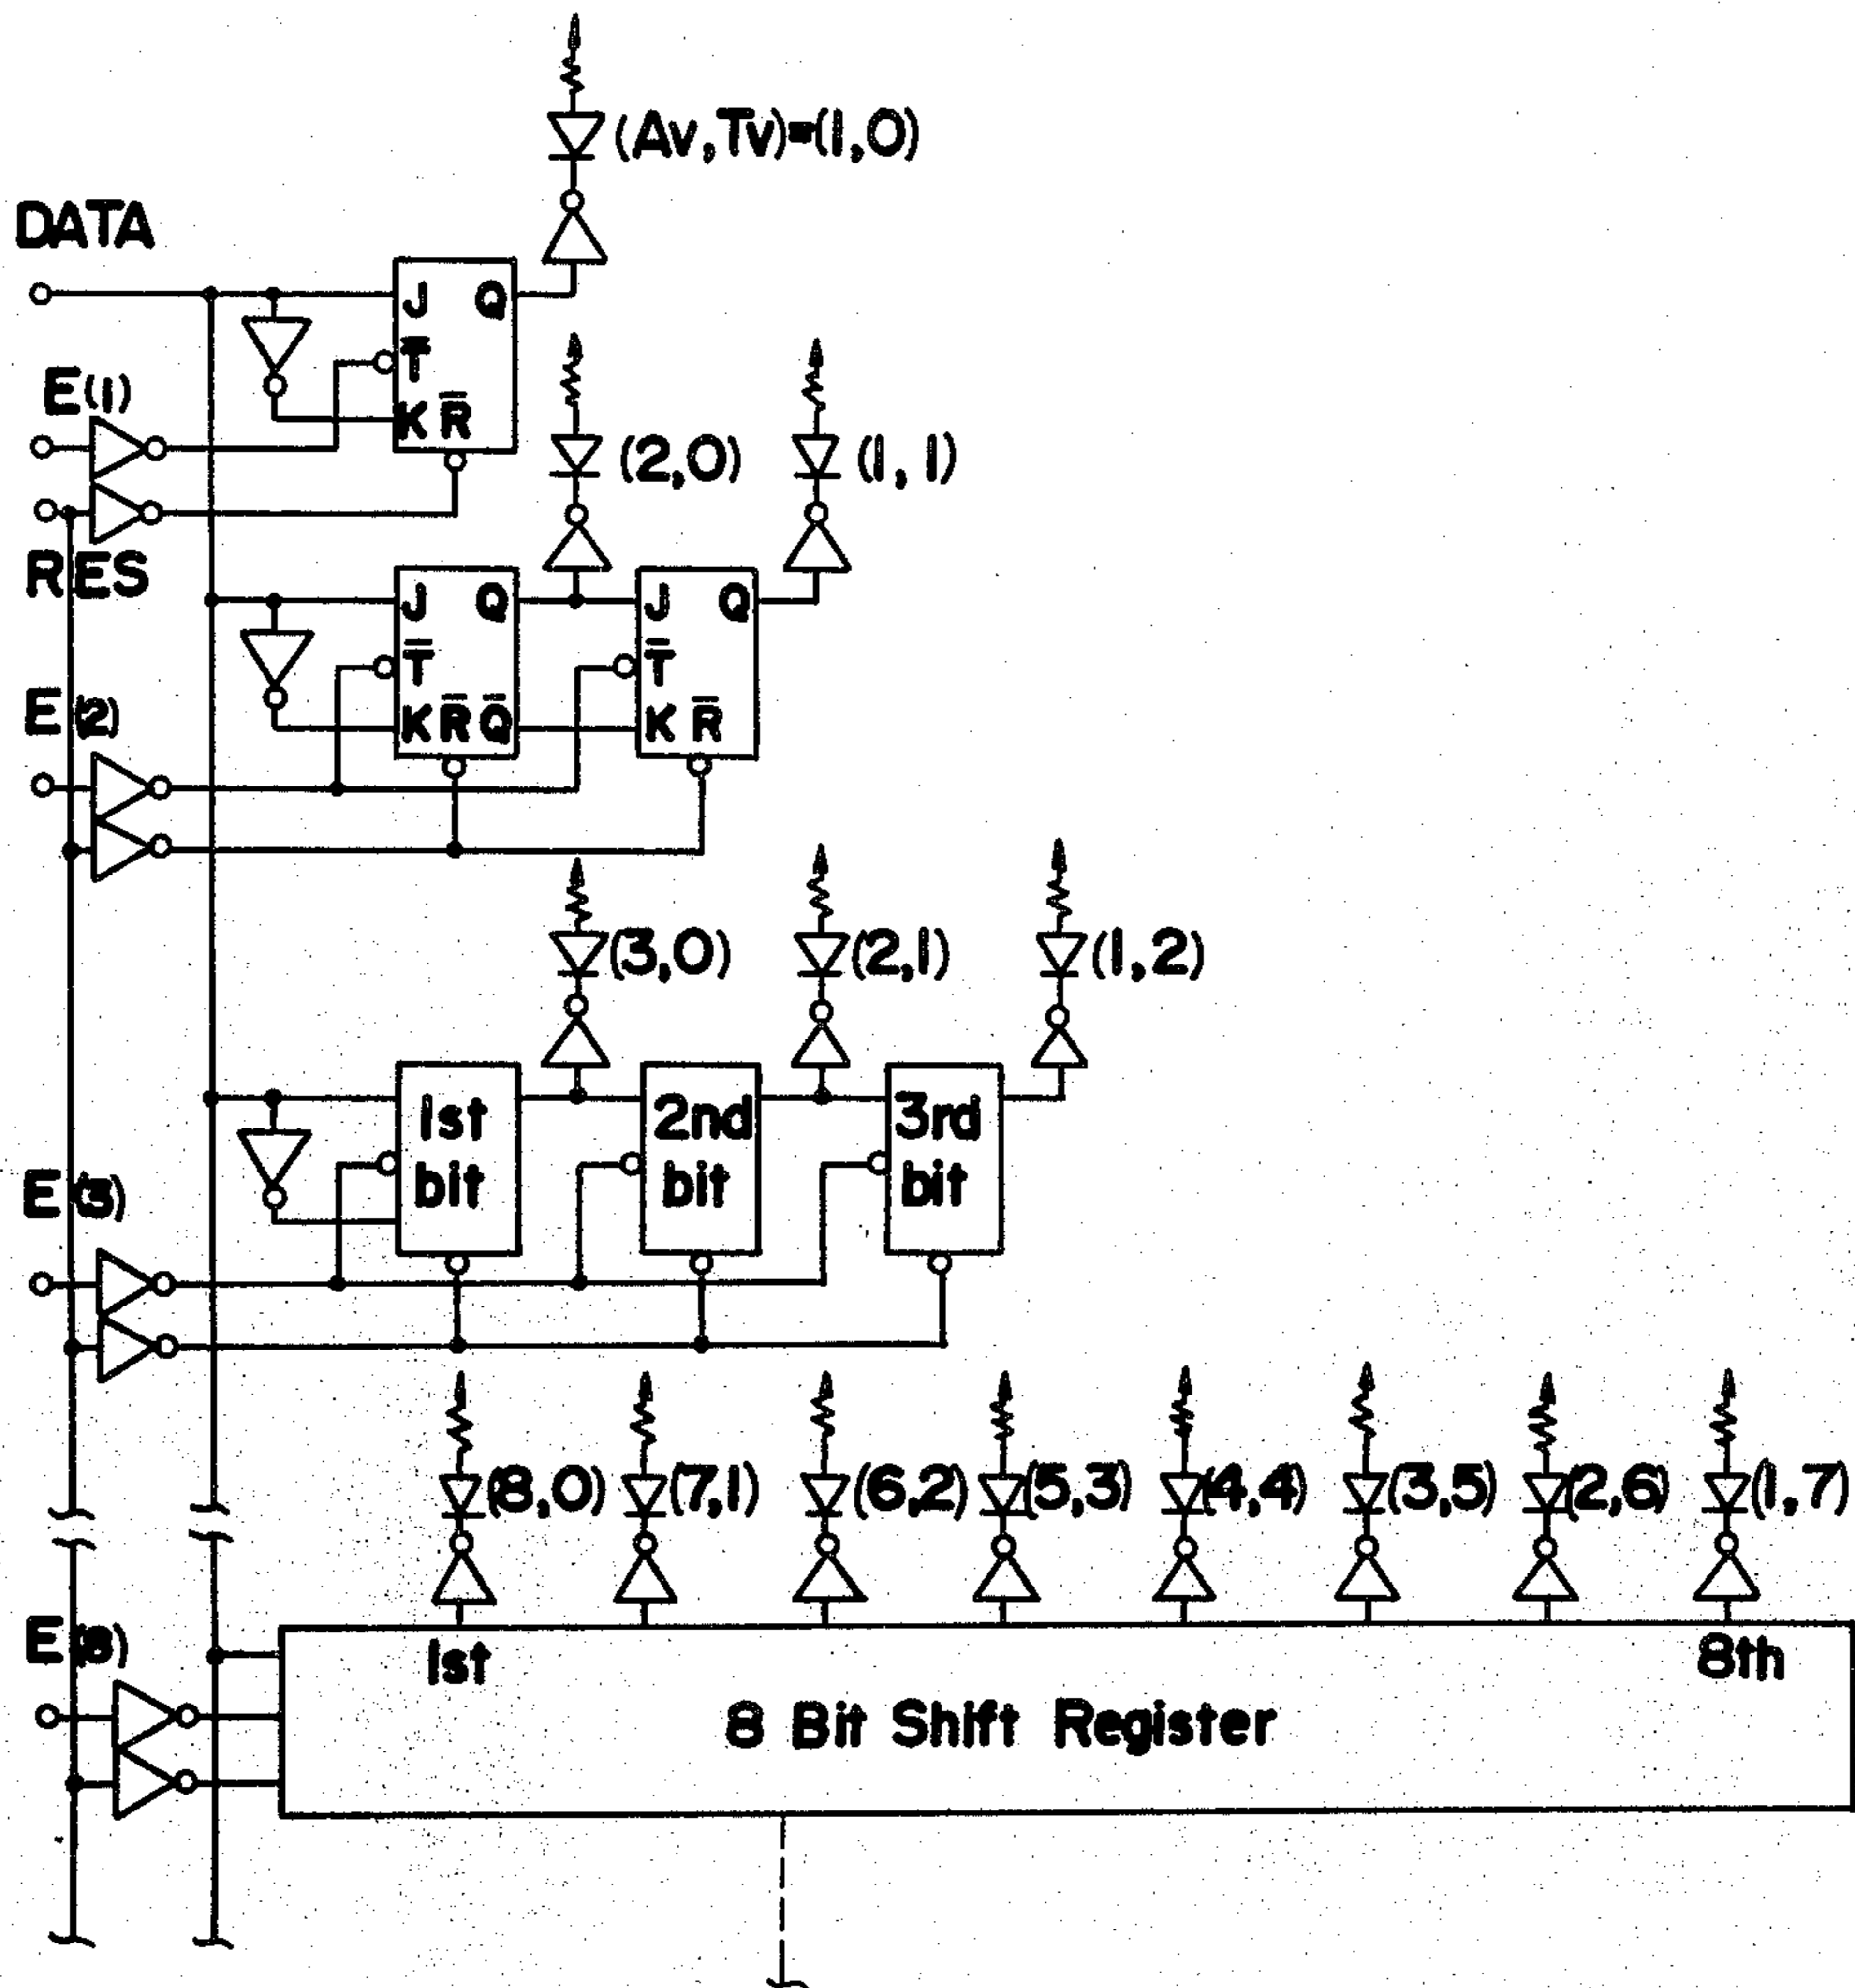 (Av,Tv)=(1,0)
DATA
J Q
T̅
K R̅
E(1)
RES
(2,0) (1,1)
J Q J Q
T̅ T̅
K R̅ Q̅ K R̅
E(2)
(3,0) (2,1) (1,2)
1st bit
2nd bit
3rd bit
E(3)
(8,0) (7,1) (6,2) (5,3) (4,4) (3,5) (2,6) (1,7)
E(8)
1st 8th
8 Bit Shift Register